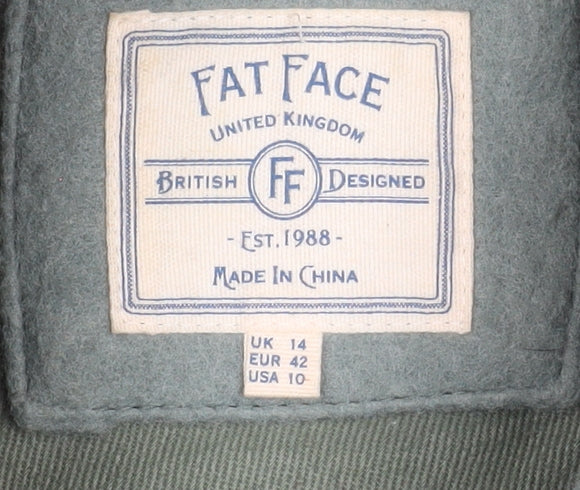 FAT FACE
UNITED KINGDOM
BRITISH FF DESIGNED
- EST. 1988 -
MADE IN CHINA
UK 14
EUR 42
USA 10